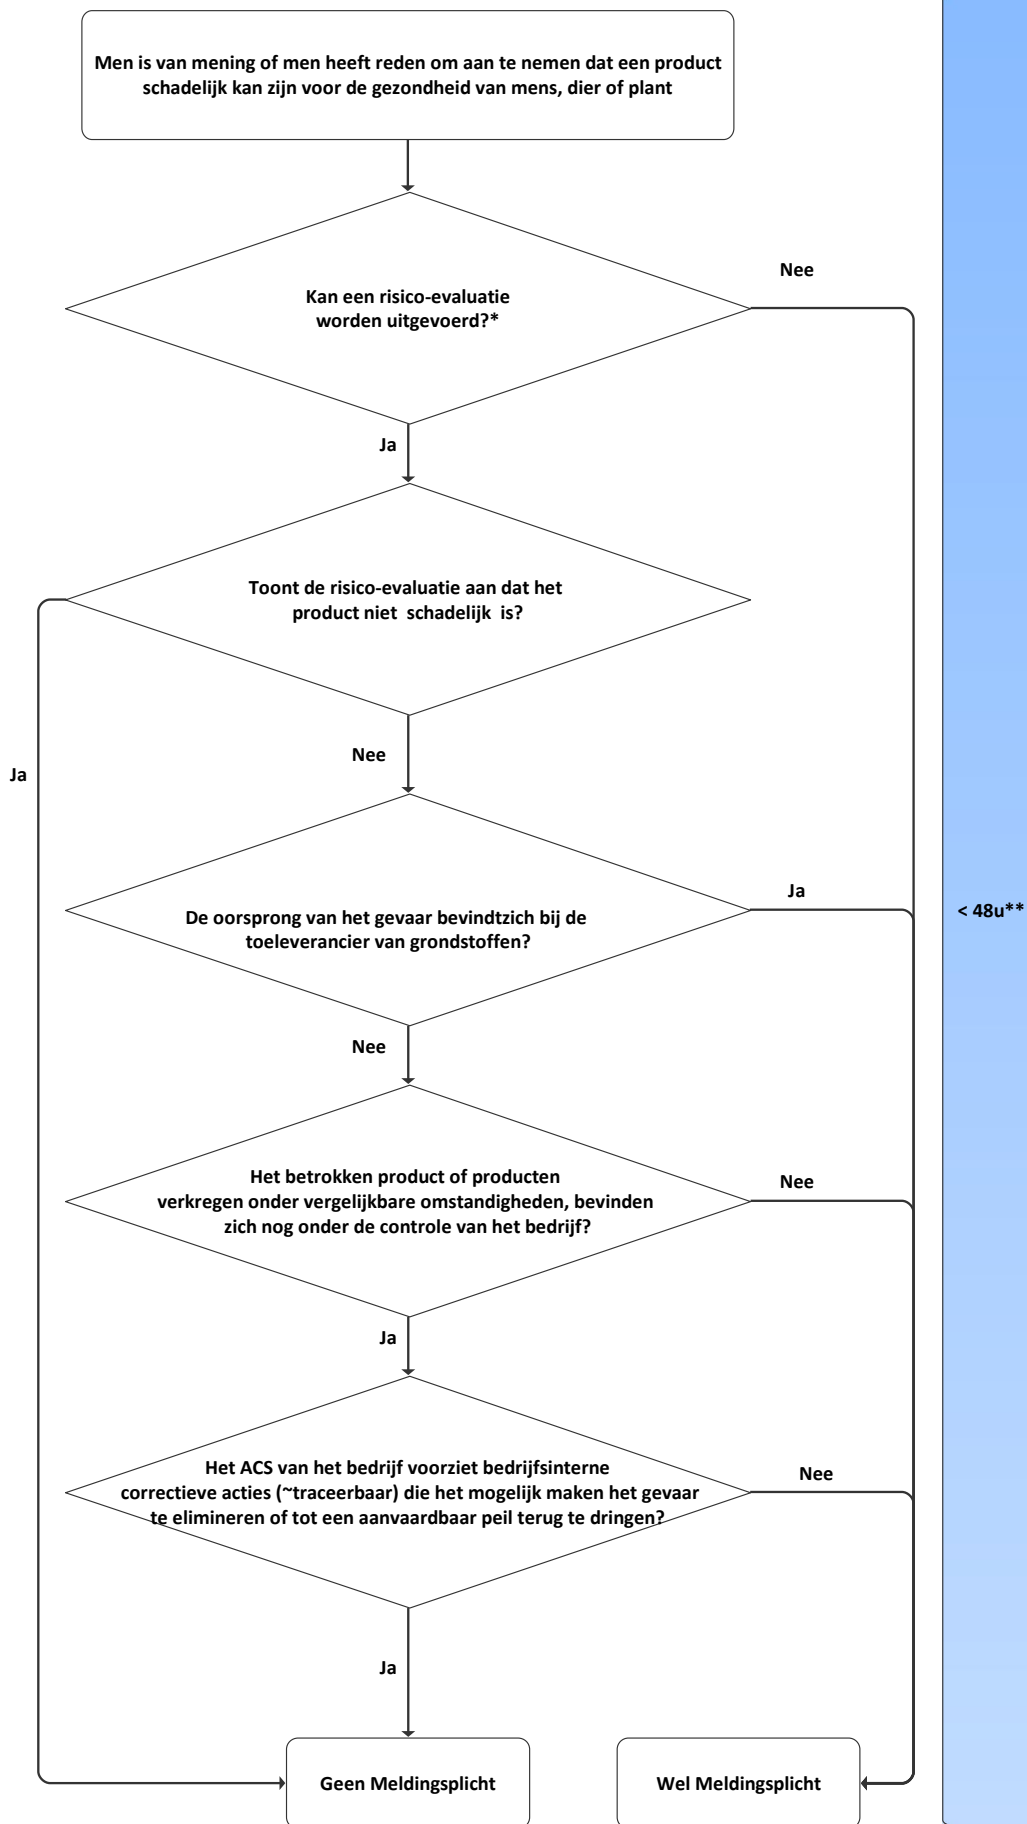 Men is van mening of men heeft reden om aan te nemen dat een product
schadelijk kan zijn voor de gezondheid van mens, dier of plant
Nee
Kan een risico-evaluatie
worden uitgevoerd?*
Ja
Toont de risico-evaluatie aan dat het
product niet  schadelijk  is?
Nee
Ja
Ja
De oorsprong van het gevaar bevindtzich bij de
toeleverancier van grondstoffen?
< 48u**
Nee
Het betrokken product of producten
verkregen onder vergelijkbare omstandigheden, bevinden
zich nog onder de controle van het bedrijf?
Nee
Ja
Het ACS van het bedrijf voorziet bedrijfsinterne
correctieve acties (~traceerbaar) die het mogelijk maken het gevaar
te elimineren of tot een aanvaardbaar peil terug te dringen?
Nee
Ja
Geen Meldingsplicht
Wel Meldingsplicht